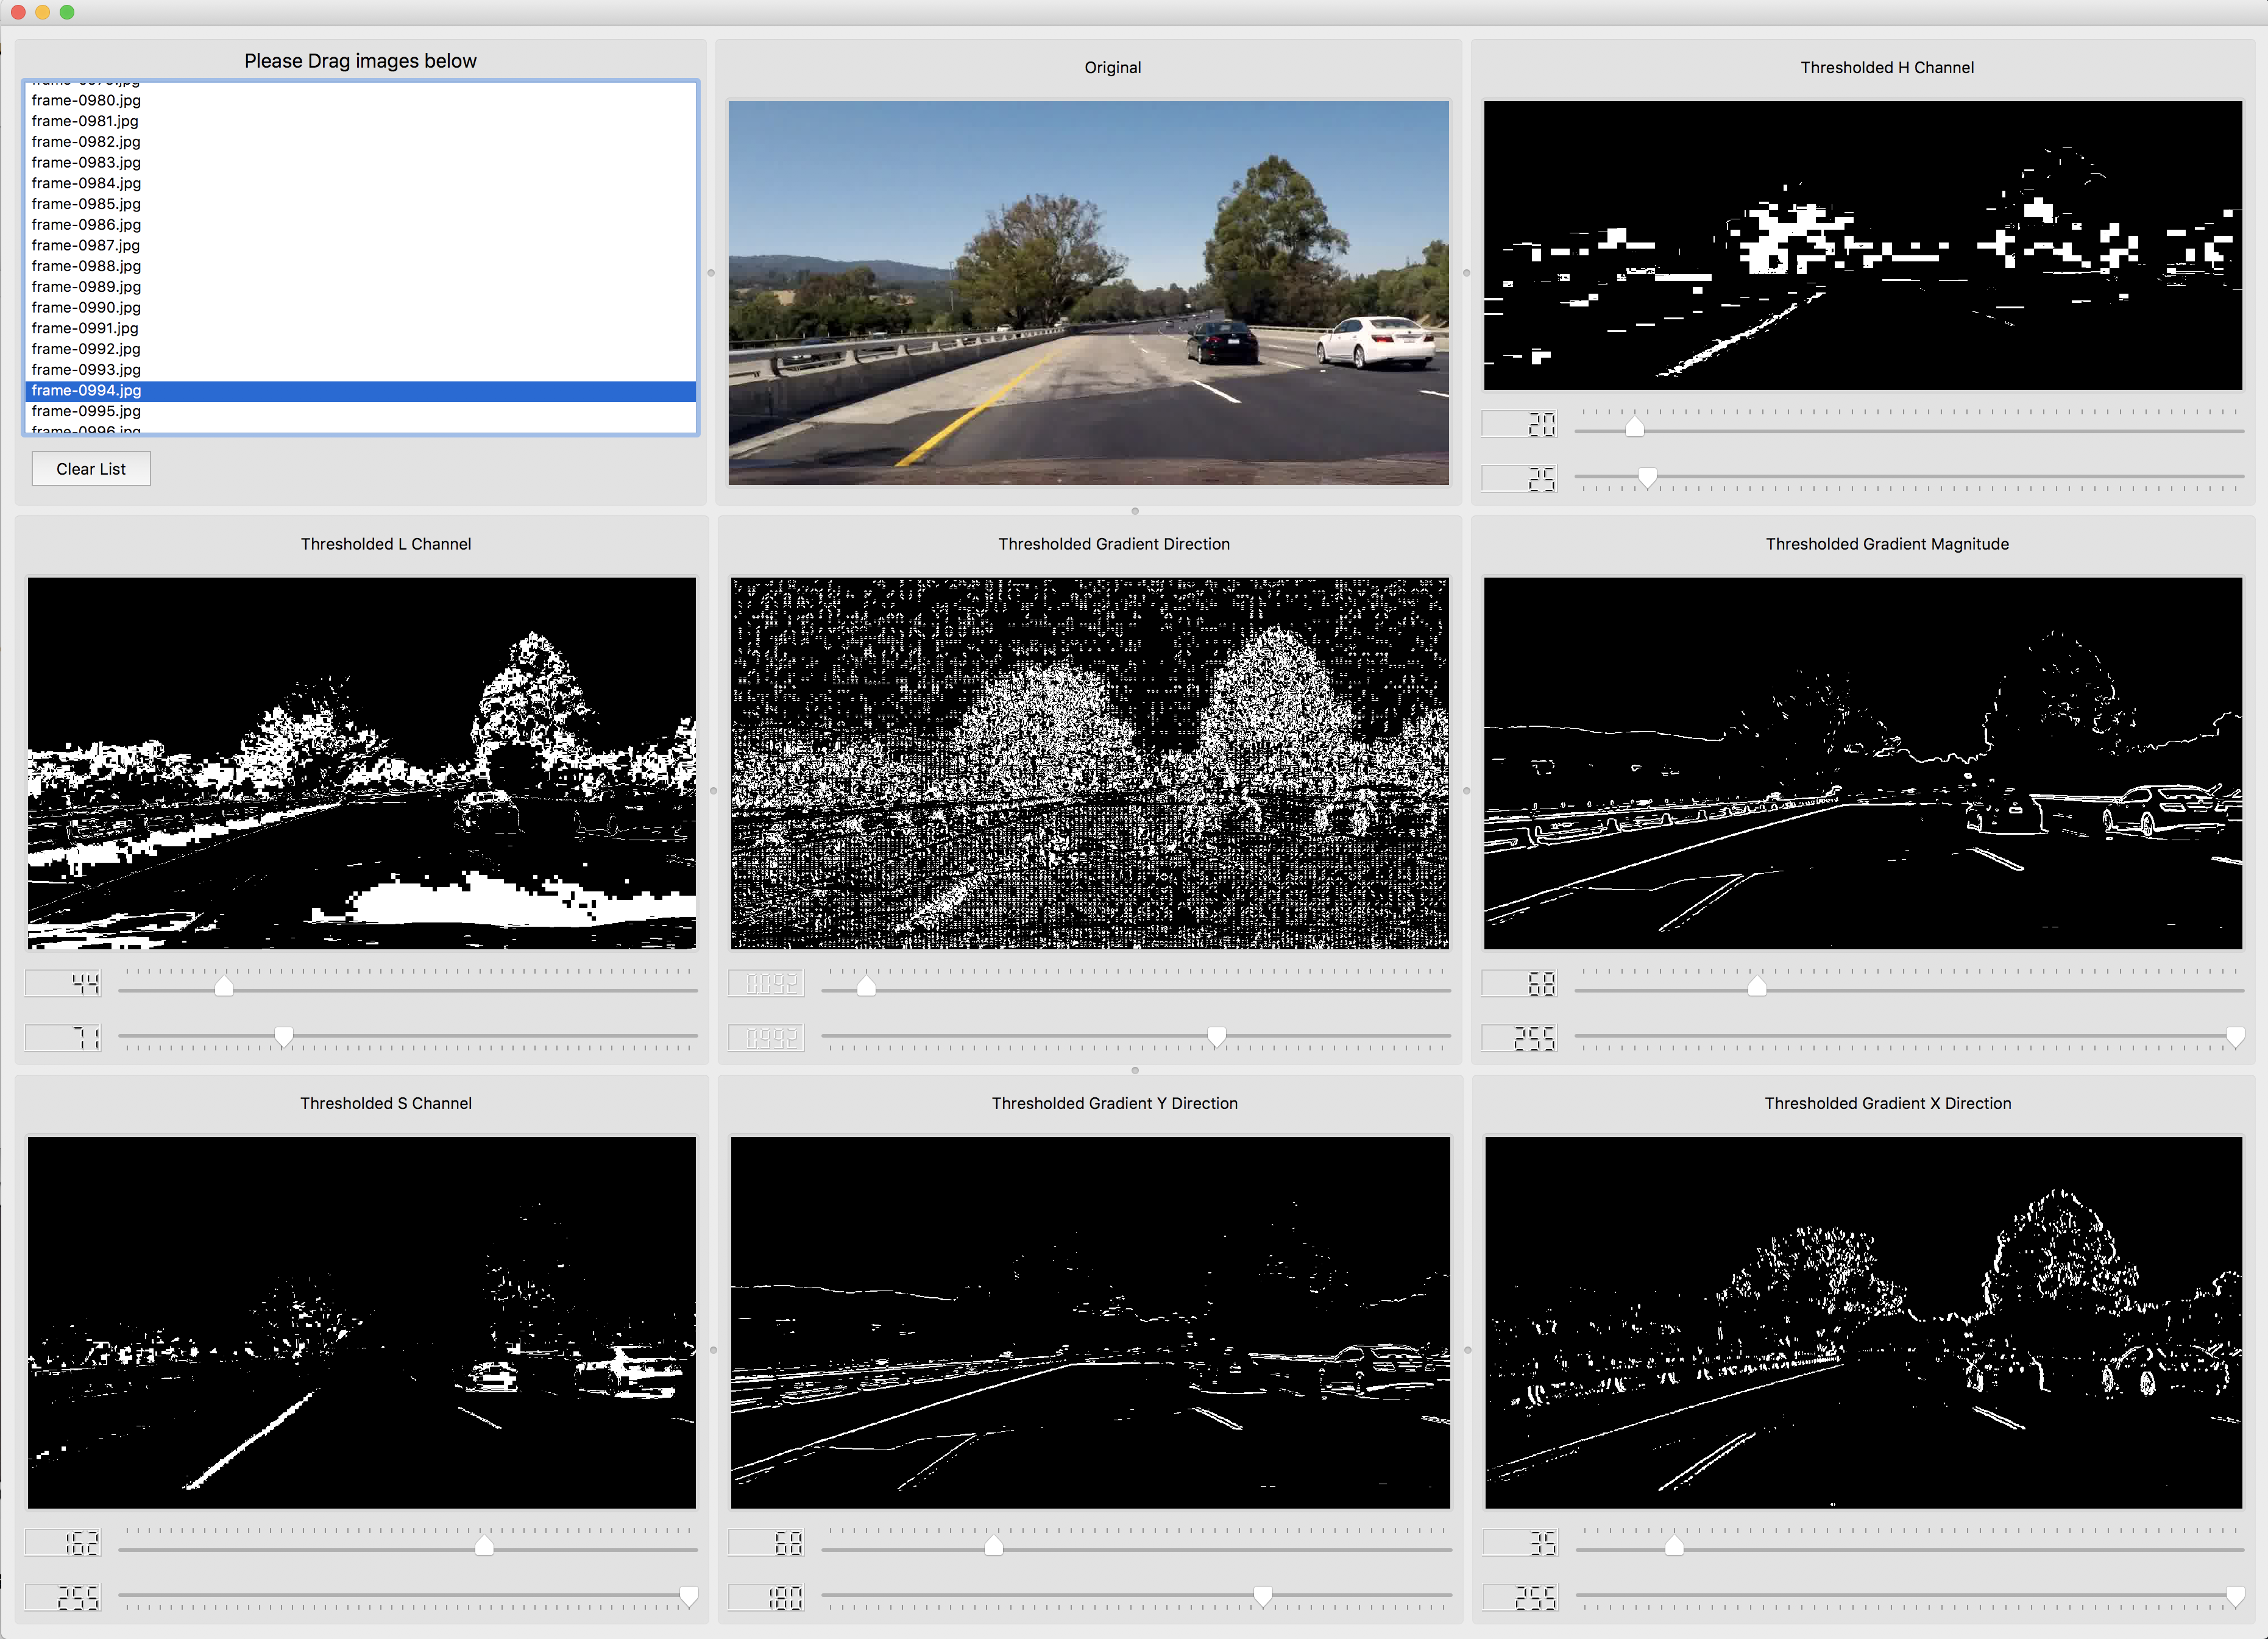 Please Drag images below
frame-0980.jpg
frame-0981.jpg
frame-0982.jpg
frame-0983.jpg
frame-0984.jpg
frame-0985.jpg
frame-0986.jpg
frame-0987.jpg
frame-0988.jpg
frame-0989.jpg
frame-0990.jpg
frame-0991.jpg
frame-0992.jpg
frame-0993.jpg
frame-0994.jpg
frame-0995.jpg
frame-0996.jpg
Clear List
Original
Thresholded H Channel
20
25
Thresholded L Channel
44
71
Thresholded Gradient Direction
0.092
0.992
Thresholded Gradient Magnitude
68
255
Thresholded S Channel
162
255
Thresholded Gradient Y Direction
68
180
Thresholded Gradient X Direction
35
255